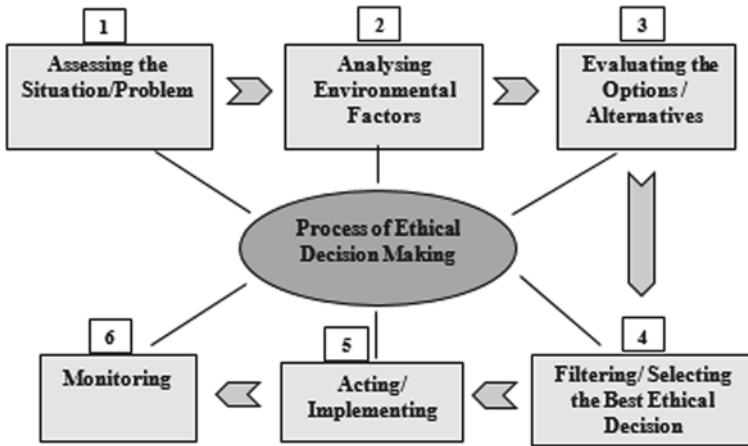 1
Assessing the
Situation/Problem
2
Analysing
Environmental
Factors
3
Evaluating the
Options /
Alternatives
Process of Ethical
Decision Making
4
Filtering/ Selecting
the Best Ethical
Decision
5
Acting/
Implementing
6
Monitoring